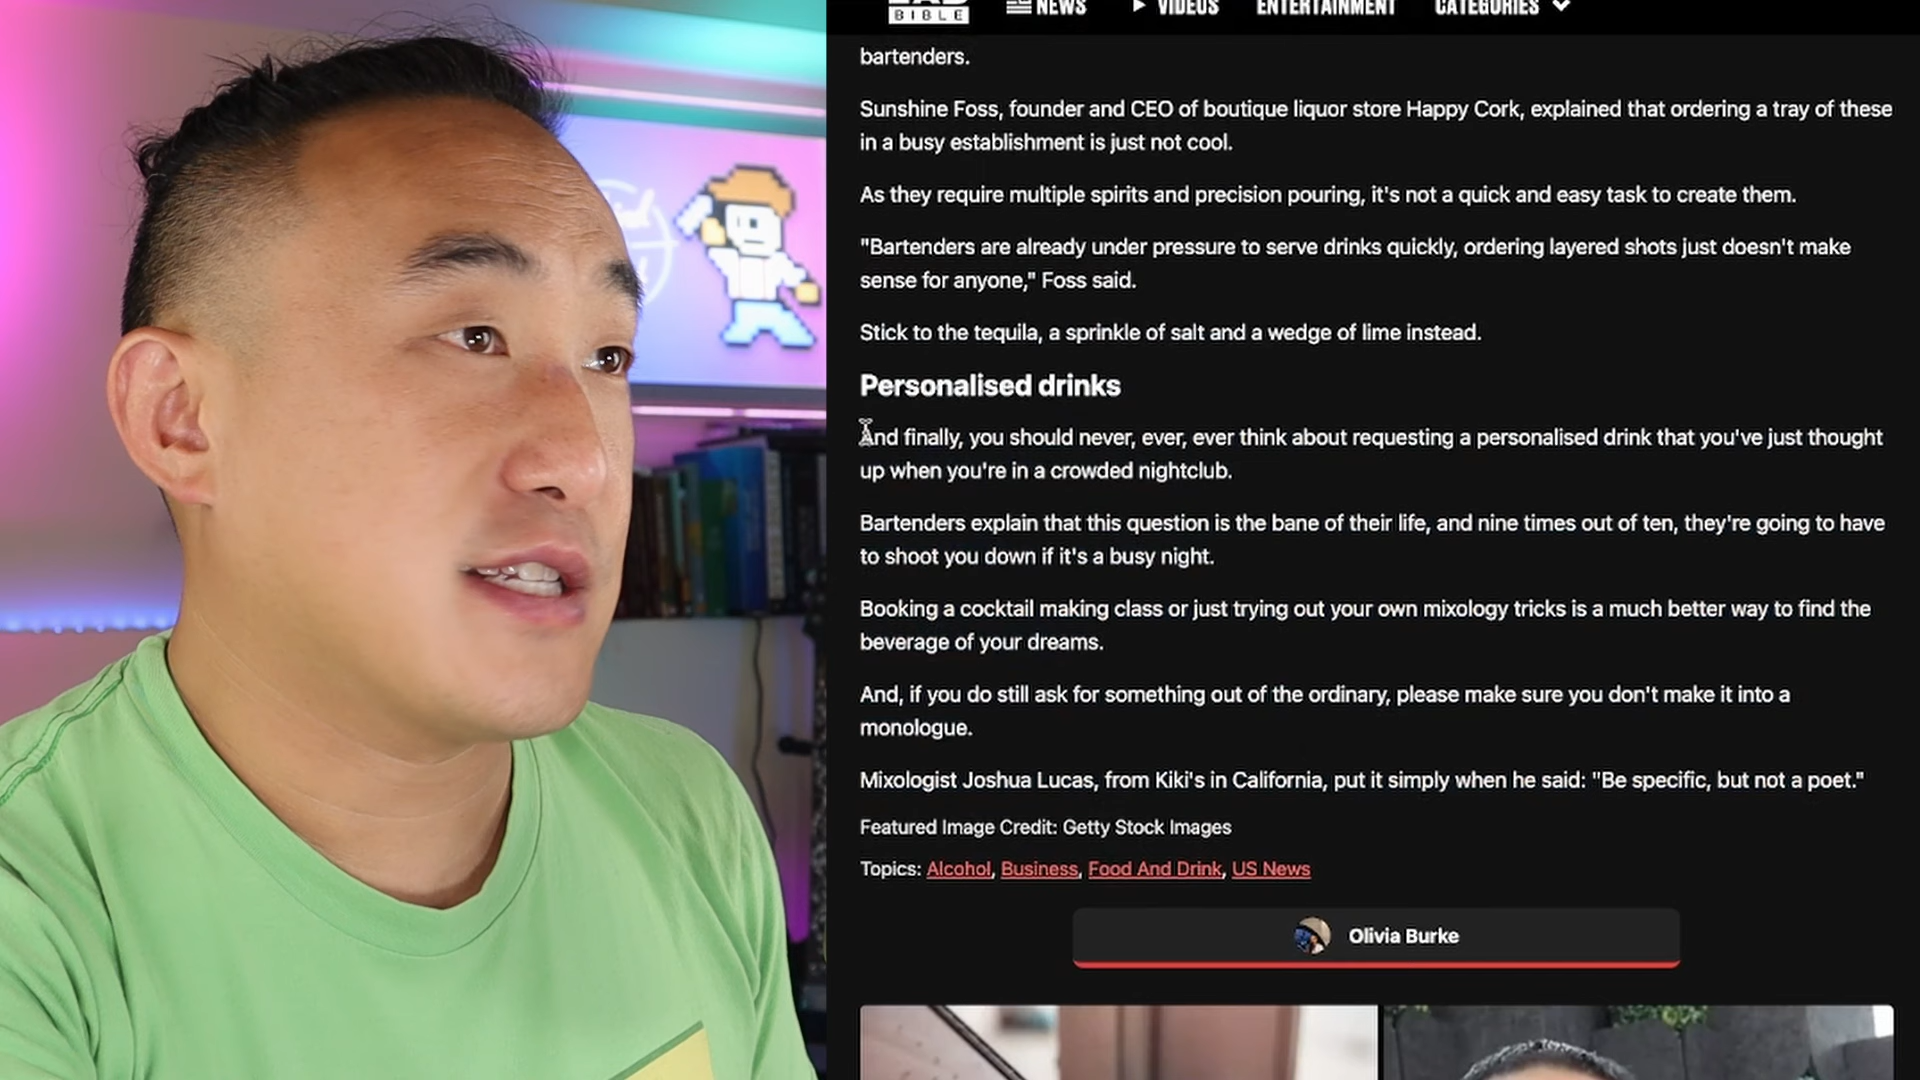 BIBLE
NEWS
VIDEOS
ENTERTAINMENT
CATEGORIES
bartenders.
Sunshine Foss, founder and CEO of boutique liquor store Happy Cork, explained that ordering a tray of these
in a busy establishment is just not cool.
As they require multiple spirits and precision pouring, it's not a quick and easy task to create them.
"Bartenders are already under pressure to serve drinks quickly, ordering layered shots just doesn't make
sense for anyone," Foss said.
Stick to the tequila, a sprinkle of salt and a wedge of lime instead.
Personalised drinks
And finally, you should never, ever, ever think about requesting a personalised drink that you've just thought
up when you're in a crowded nightclub.
Bartenders explain that this question is the bane of their life, and nine times out of ten, they're going to have
to shoot you down if it's a busy night.
Booking a cocktail making class or just trying out your own mixology tricks is a much better way to find the
beverage of your dreams.
And, if you do still ask for something out of the ordinary, please make sure you don't make it into a
monologue.
Mixologist Joshua Lucas, from Kiki's in California, put it simply when he said: "Be specific, but not a poet."
Featured Image Credit: Getty Stock Images
Topics: Alcohol, Business, Food And Drink, US News
Olivia Burke